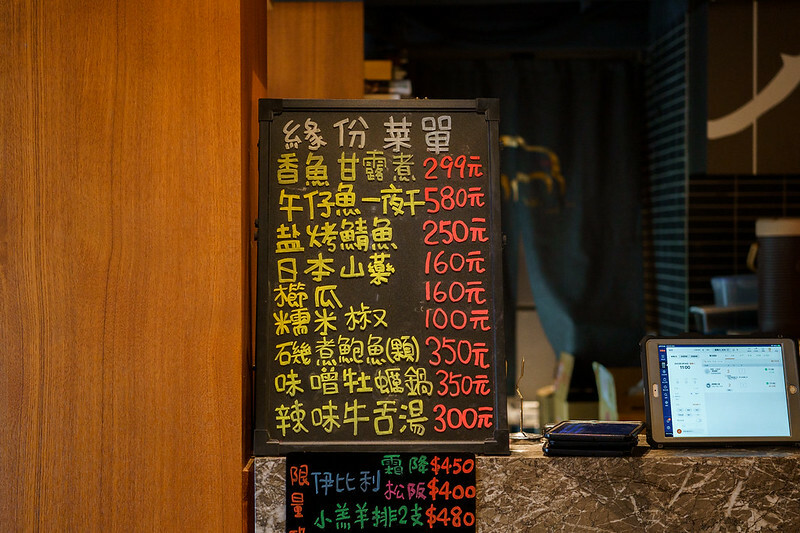 緣份菜單
香魚甘露煮 299元
午仔魚一夜干 580元
盐烤鯖魚 250元
日本山藥 160元
櫛瓜 160元
糯米椒 100元
磯煮鮑魚(顆) 350元
味噌牡蠣鍋 350元
辣味牛舌湯 300元
限量
伊比利 霜降 $450
松阪 $400
小羔羊排2支 $480
11:00